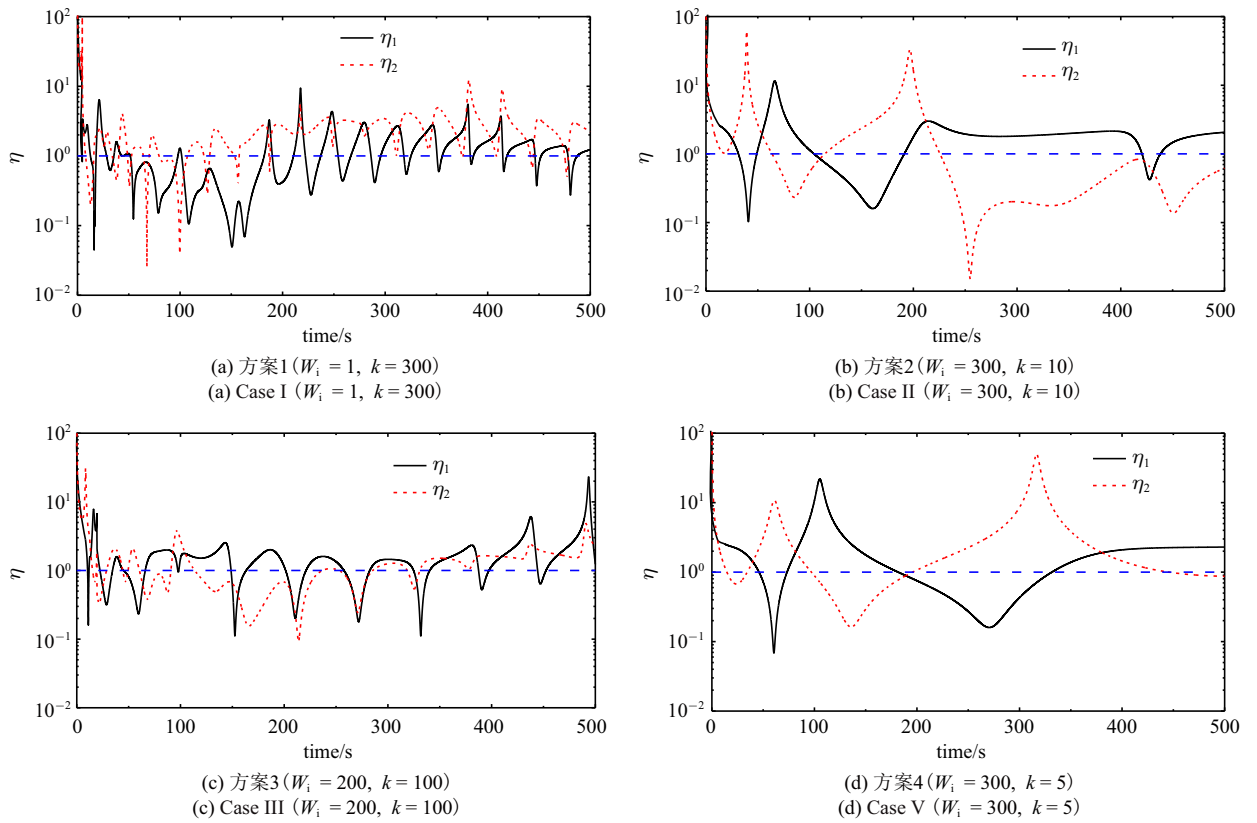 10²
10¹
10⁰
10⁻¹
10⁻²
η
η₁
η₂
0 100 200 300 400 500
time/s
(a) 方案1(Wᵢ = 1, k = 300)
(a) Case I (Wᵢ = 1, k = 300)
10²
10¹
10⁰
10⁻¹
10⁻²
η
η₁
η₂
0 100 200 300 400 500
time/s
(b) 方案2(Wᵢ = 300, k = 10)
(b) Case II (Wᵢ = 300, k = 10)
10²
10¹
10⁰
10⁻¹
10⁻²
η
η₁
η₂
0 100 200 300 400 500
time/s
(c) 方案3(Wᵢ = 200, k = 100)
(c) Case III (Wᵢ = 200, k = 100)
10²
10¹
10⁰
10⁻¹
10⁻²
η
η₁
η₂
0 100 200 300 400 500
time/s
(d) 方案4(Wᵢ = 300, k = 5)
(d) Case V (Wᵢ = 300, k = 5)